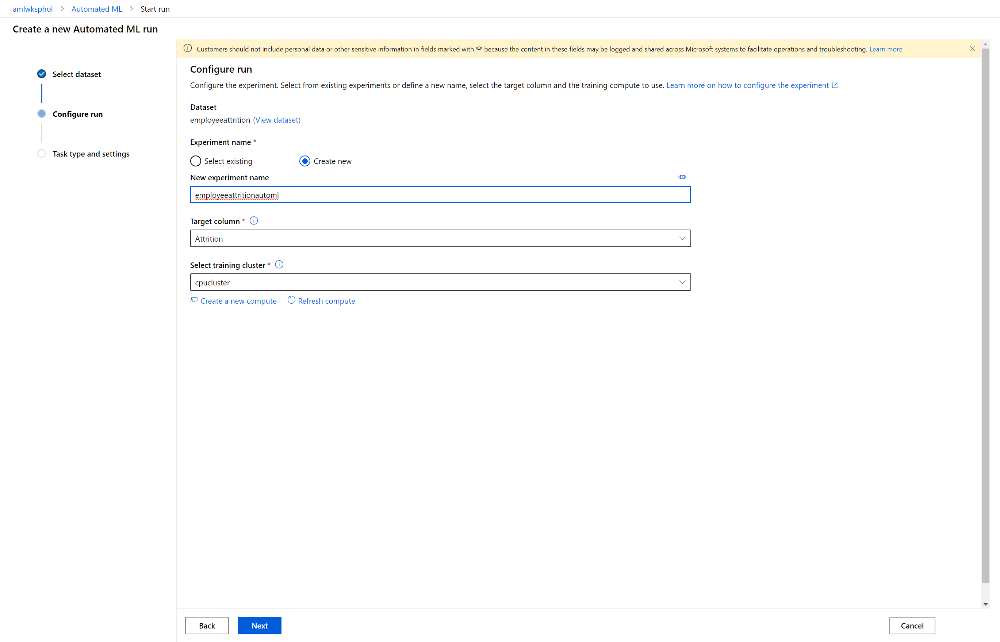 amlwksphol > Automated ML > Start run
Create a new Automated ML run
Select dataset
Configure run
Task type and settings
Customers should not include personal data or other sensitive information in fields marked with because the content in these fields may be logged and shared across Microsoft systems to facilitate operations and troubleshooting. Learn more
Configure run
Configure the experiment. Select from existing experiments or define a new name, select the target column and the training compute to use. Learn more on how to configure the experiment
Dataset
employeeattrition (View dataset)
Experiment name *
Select existing Create new
New experiment name
employeeattritionautoml
Target column *
Attrition
Select training cluster *
cpucluster
Create a new compute Refresh compute
Back Next Cancel